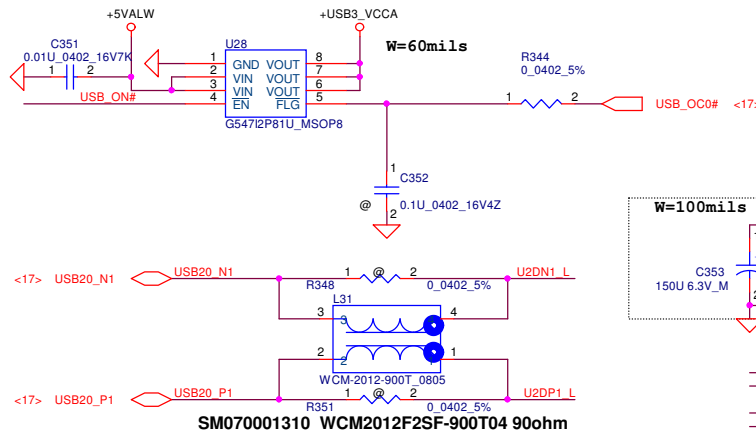 +5VALW
+USB3_VCCA
C351
0.01U_0402_16V7K
1 2
U28
W=60mils
1 GND VOUT 8
2 VIN VOUT 7
3 VIN VOUT 6
4 EN FLG 5
USB_ON#
G547I2P81U_MSOP8
R344
0_0402_5%
1 2
USB_OC0# <17>
1
C352
@ 0.1U_0402_16V4Z
2
W=100mils
C353
150U 6.3V_M
<17> USB20_N1
USB20_N1
1 @ 2
U2DN1_L
R348
0_0402_5%
L31
3 3 4
2 2 1
WCM-2012-900T_0805
<17> USB20_P1
USB20_P1
1 @ 2
U2DP1_L
R351
0_0402_5%
SM070001310 WCM2012F2SF-900T04 90ohm